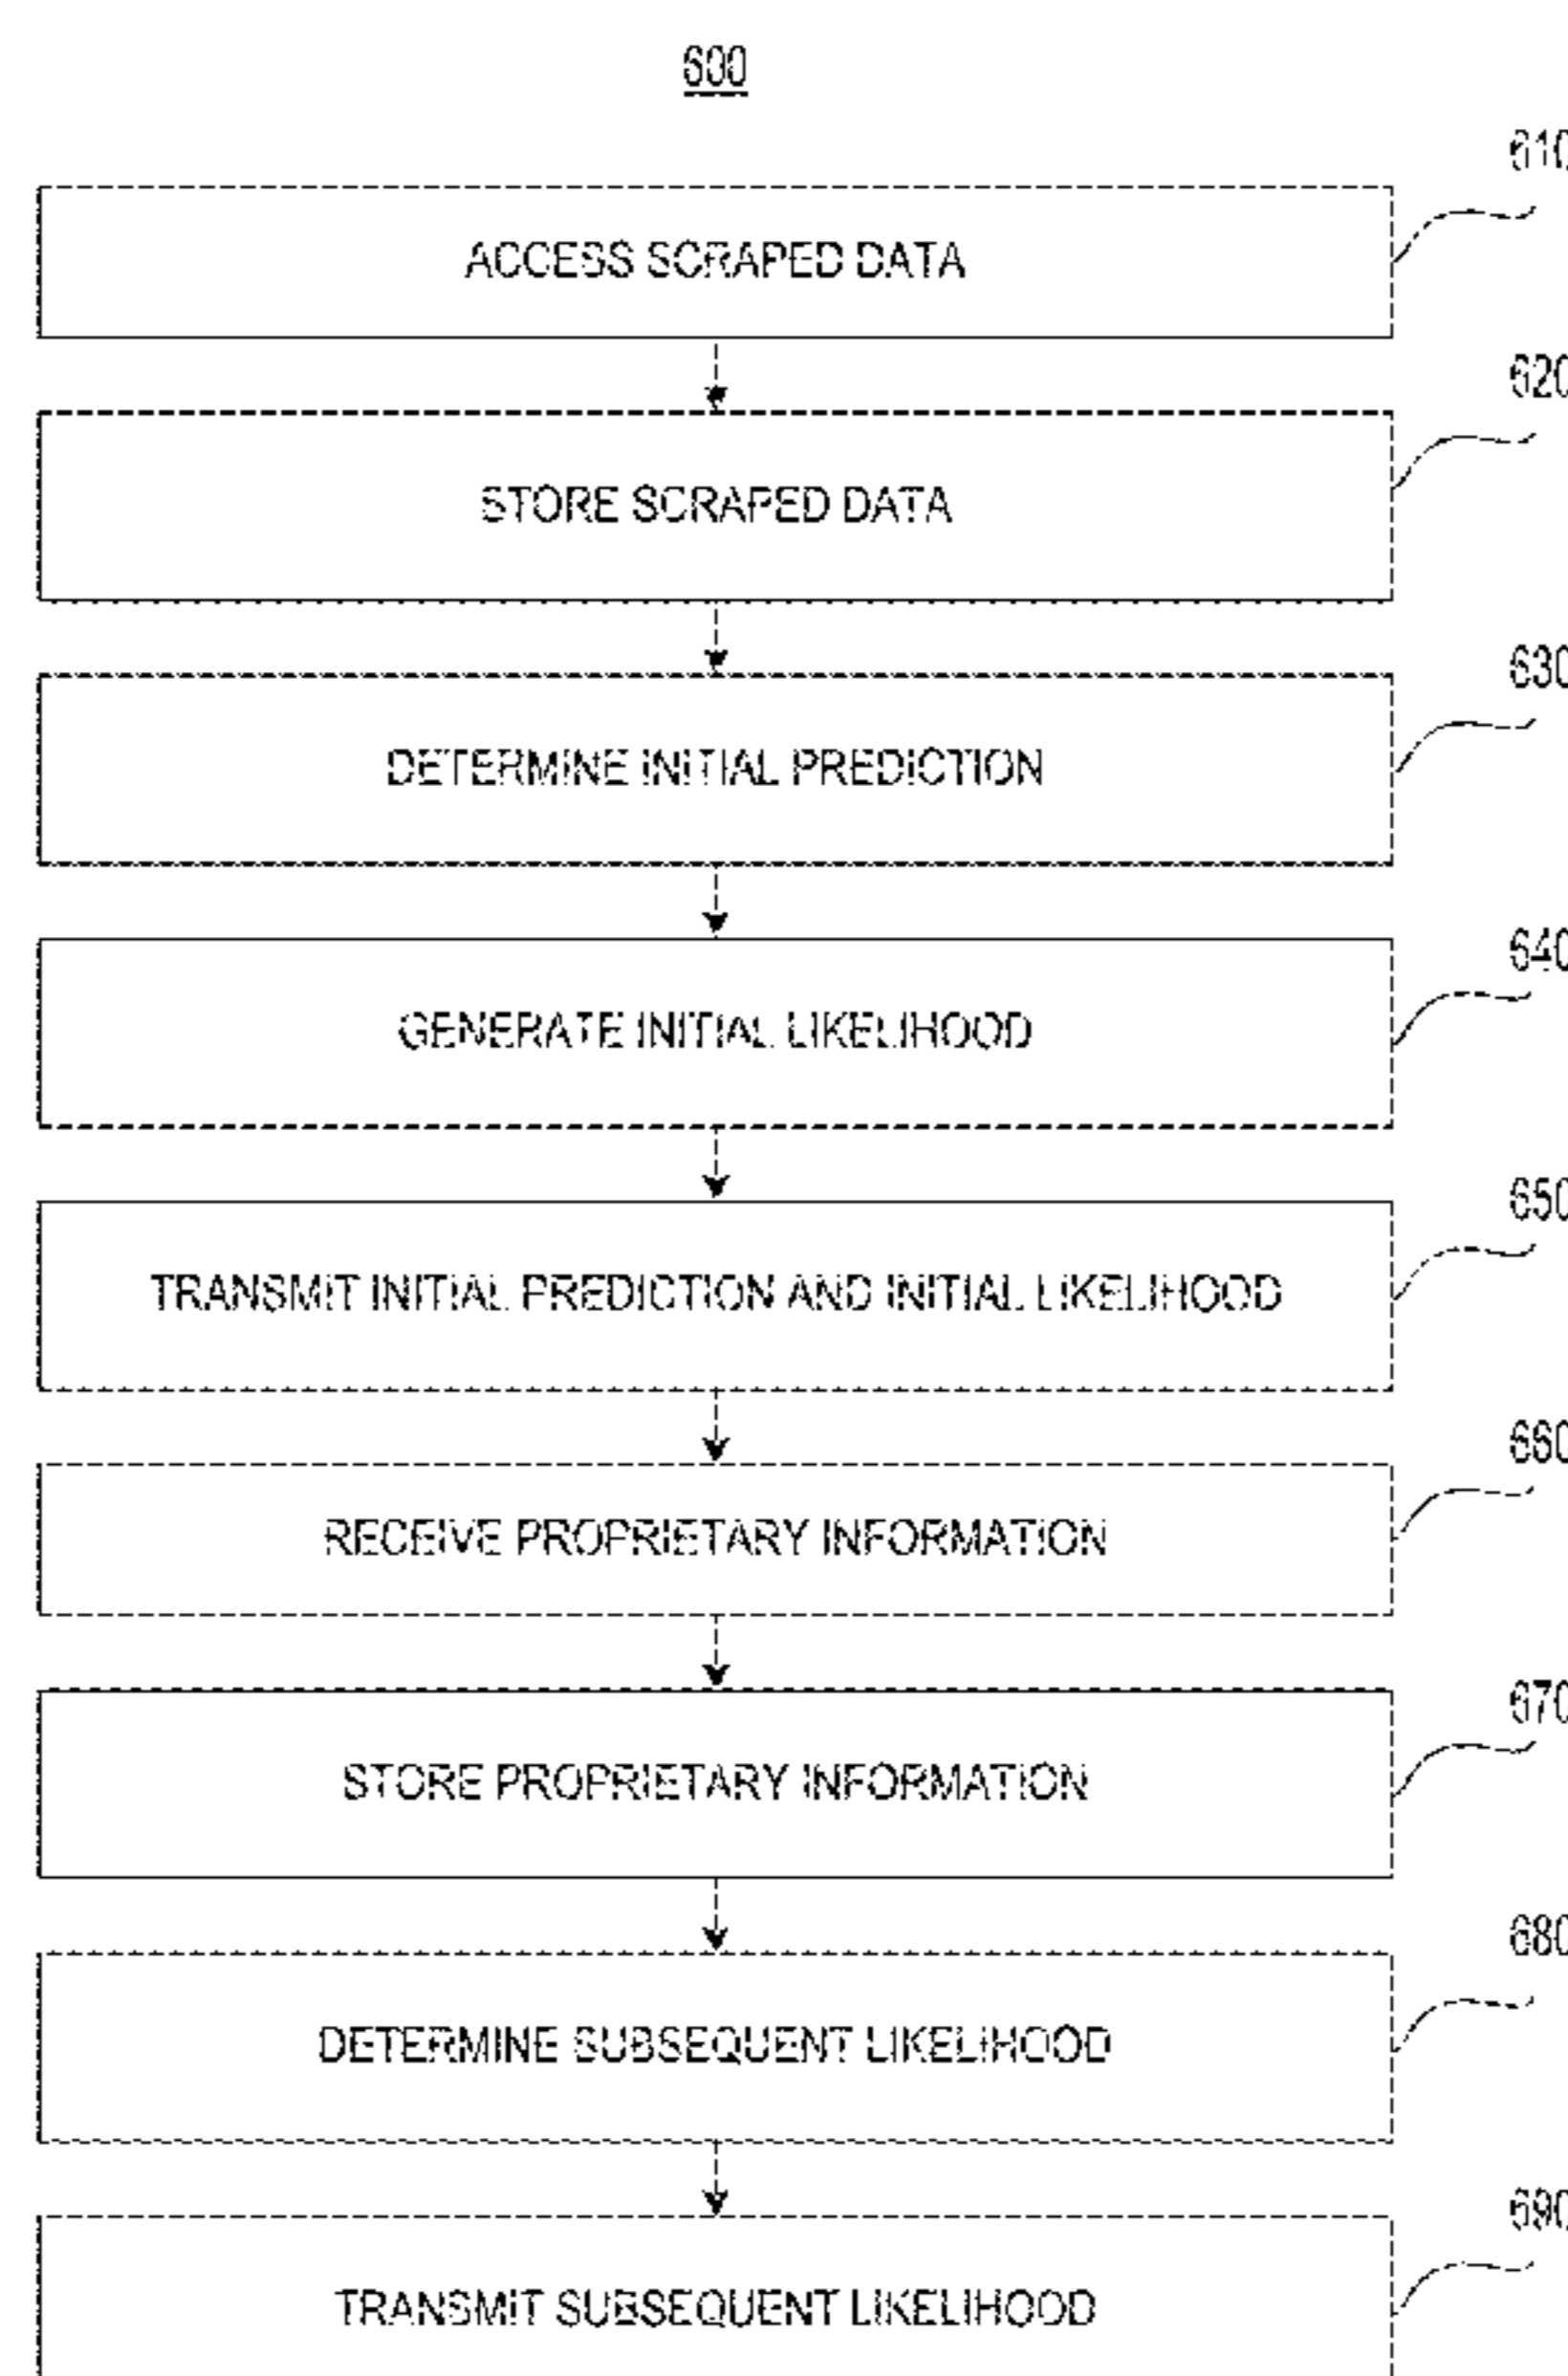 600
610
ACCESS SCRAPED DATA
620
STORE SCRAPED DATA
630
DETERMINE INITIAL PREDICTION
640
GENERATE INITIAL LIKELIHOOD
650
TRANSMIT INITIAL PREDICTION AND INITIAL LIKELIHOOD
660
RECEIVE PROPRIETARY INFORMATION
670
STORE PROPRIETARY INFORMATION
680
DETERMINE SUBSEQUENT LIKELIHOOD
690
TRANSMIT SUBSEQUENT LIKELIHOOD